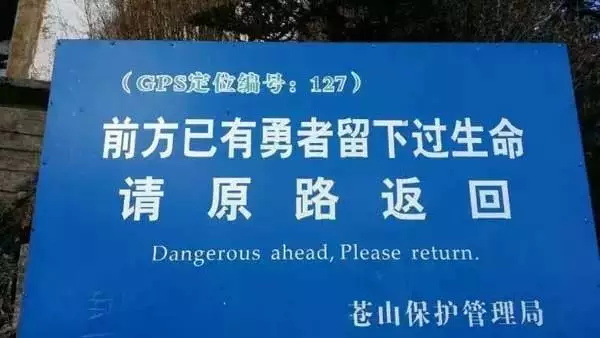 （GPS定位编号：127）
前方已有勇者留下过生命
请原路返回
Dangerous ahead, Please return.
苍山保护管理局